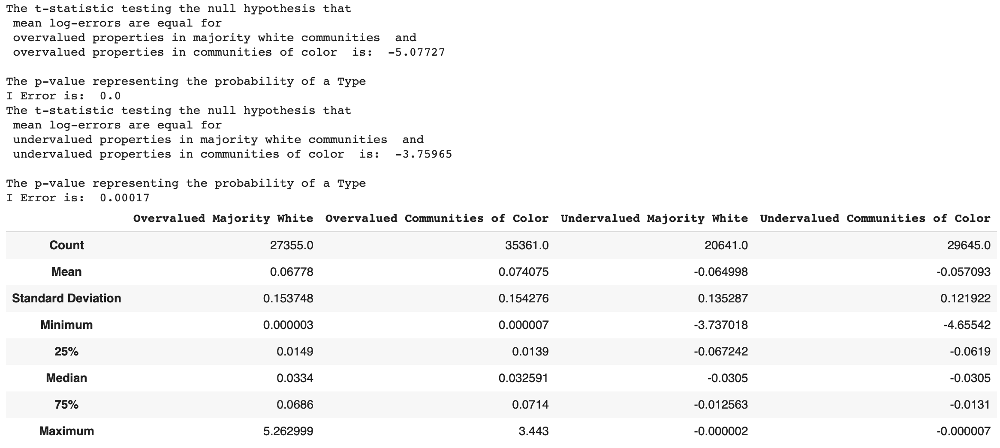 The t-statistic testing the null hypothesis that
mean log-errors are equal for
overvalued properties in majority white communities  and
overvalued properties in communities of color  is:  -5.07727
The p-value representing the probability of a Type
I Error is:  0.0
The t-statistic testing the null hypothesis that
mean log-errors are equal for
undervalued properties in majority white communities  and
undervalued properties in communities of color  is:  -3.75965
The p-value representing the probability of a Type
I Error is:  0.00017
Overvalued Majority White Overvalued Communities of Color Undervalued Majority White Undervalued Communities of Color
Count 27355.0 35361.0 20641.0 29645.0
Mean 0.06778 0.074075 -0.064998 -0.057093
Standard Deviation 0.153748 0.154276 0.135287 0.121922
Minimum 0.000003 0.000007 -3.737018 -4.65542
25% 0.0149 0.0139 -0.067242 -0.0619
Median 0.0334 0.032591 -0.0305 -0.0305
75% 0.0686 0.0714 -0.012563 -0.0131
Maximum 5.262999 3.443 -0.000002 -0.000007